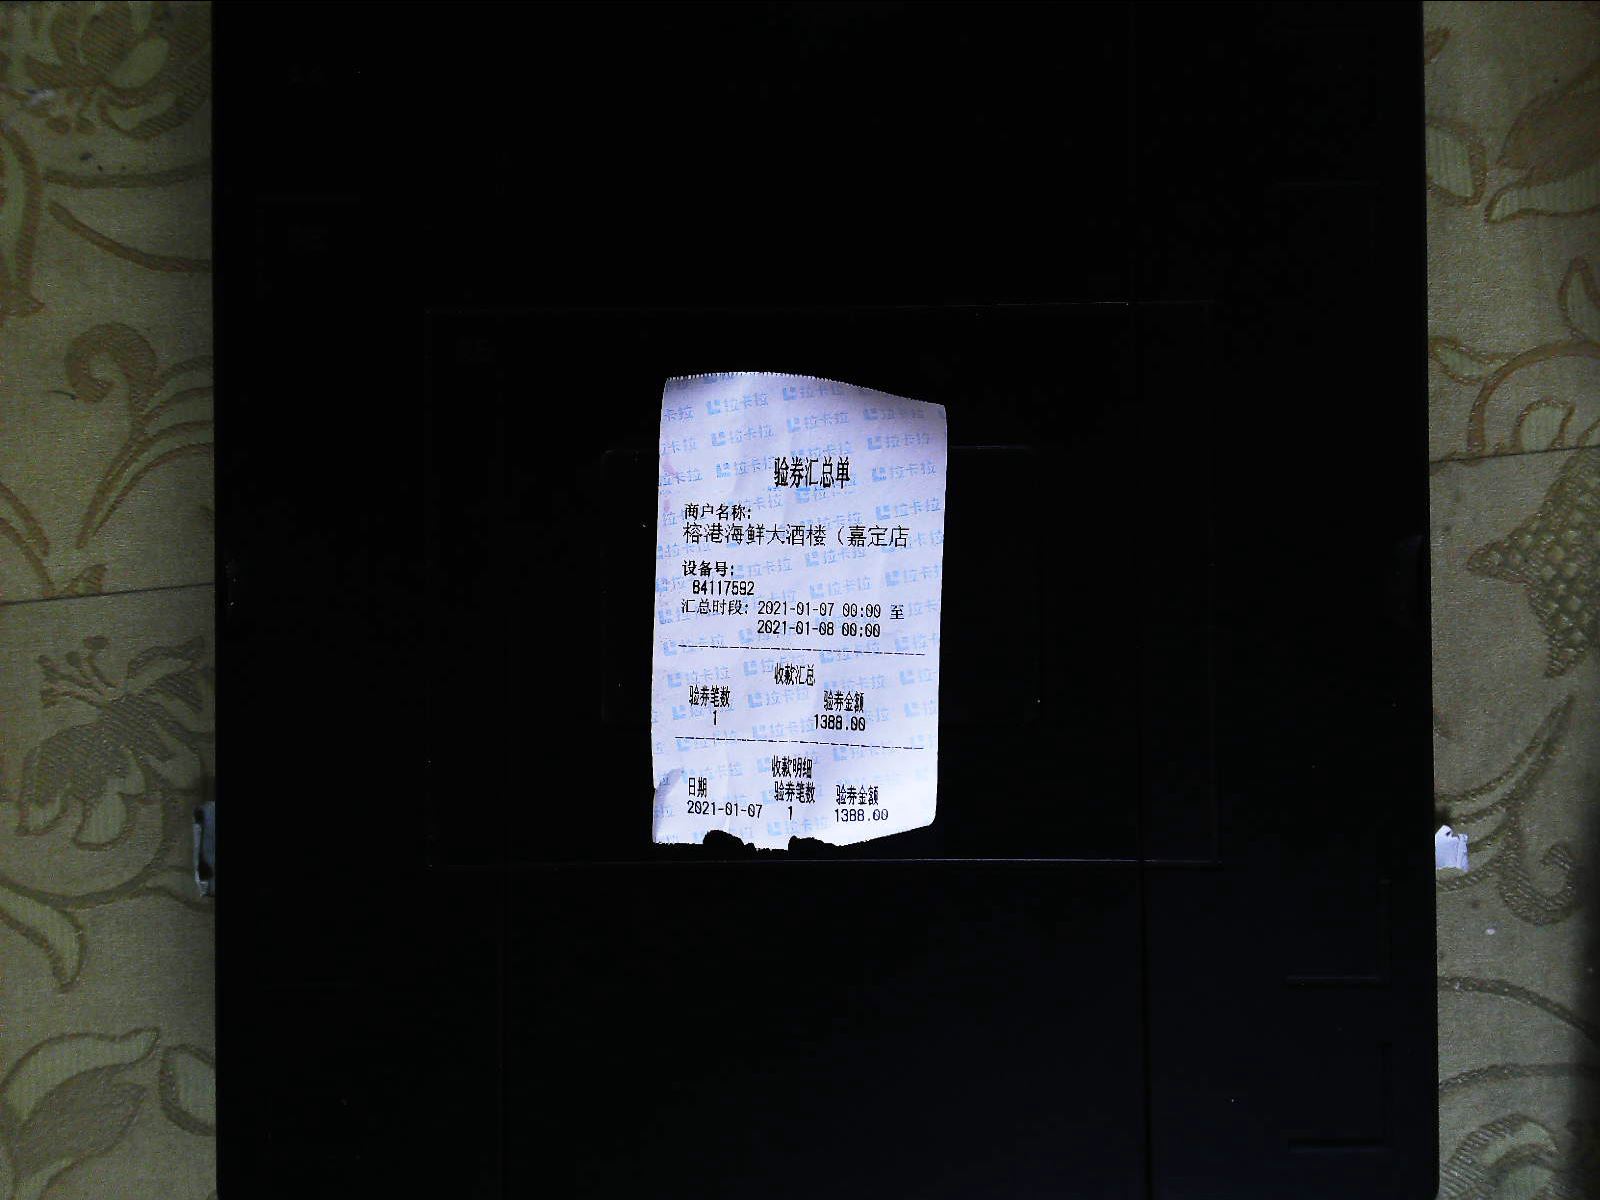 验券汇总单
商户名称:
榕港海鲜大酒楼（嘉定店
设备号:
84117592
汇总时段: 2021-01-07 00:00 至
2021-01-08 00:00
收款汇总
验券笔数 验券金额
1 1388.00
收款明细
日期 验券笔数 验券金额
2021-01-07 1 1388.00